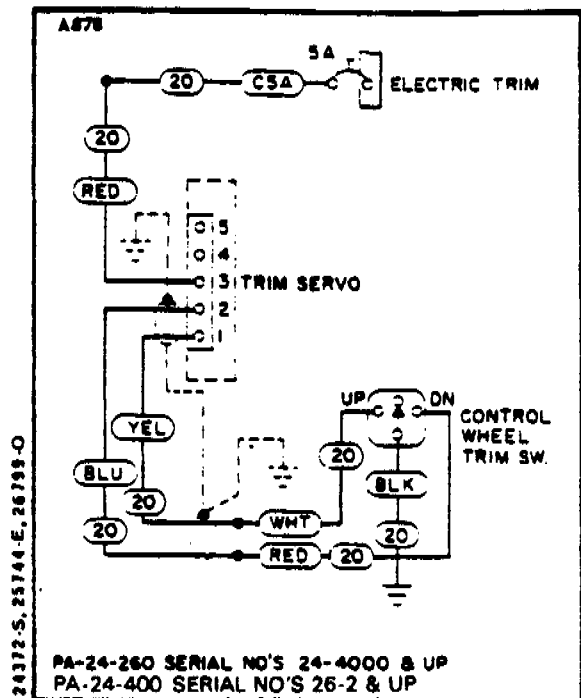 A878
5A
20
C5A
ELECTRIC TRIM
20
RED
5
4
3
TRIM SERVO
2
1
UP
DN
CONTROL
WHEEL
TRIM SW.
YEL
20
BLU
BLK
20
WHT
20
20
RED
20
24372-S, 25744-E, 26799-O
PA-24-260 SERIAL NO'S 24-4000 & UP
PA-24-400 SERIAL NO'S 26-2 & UP